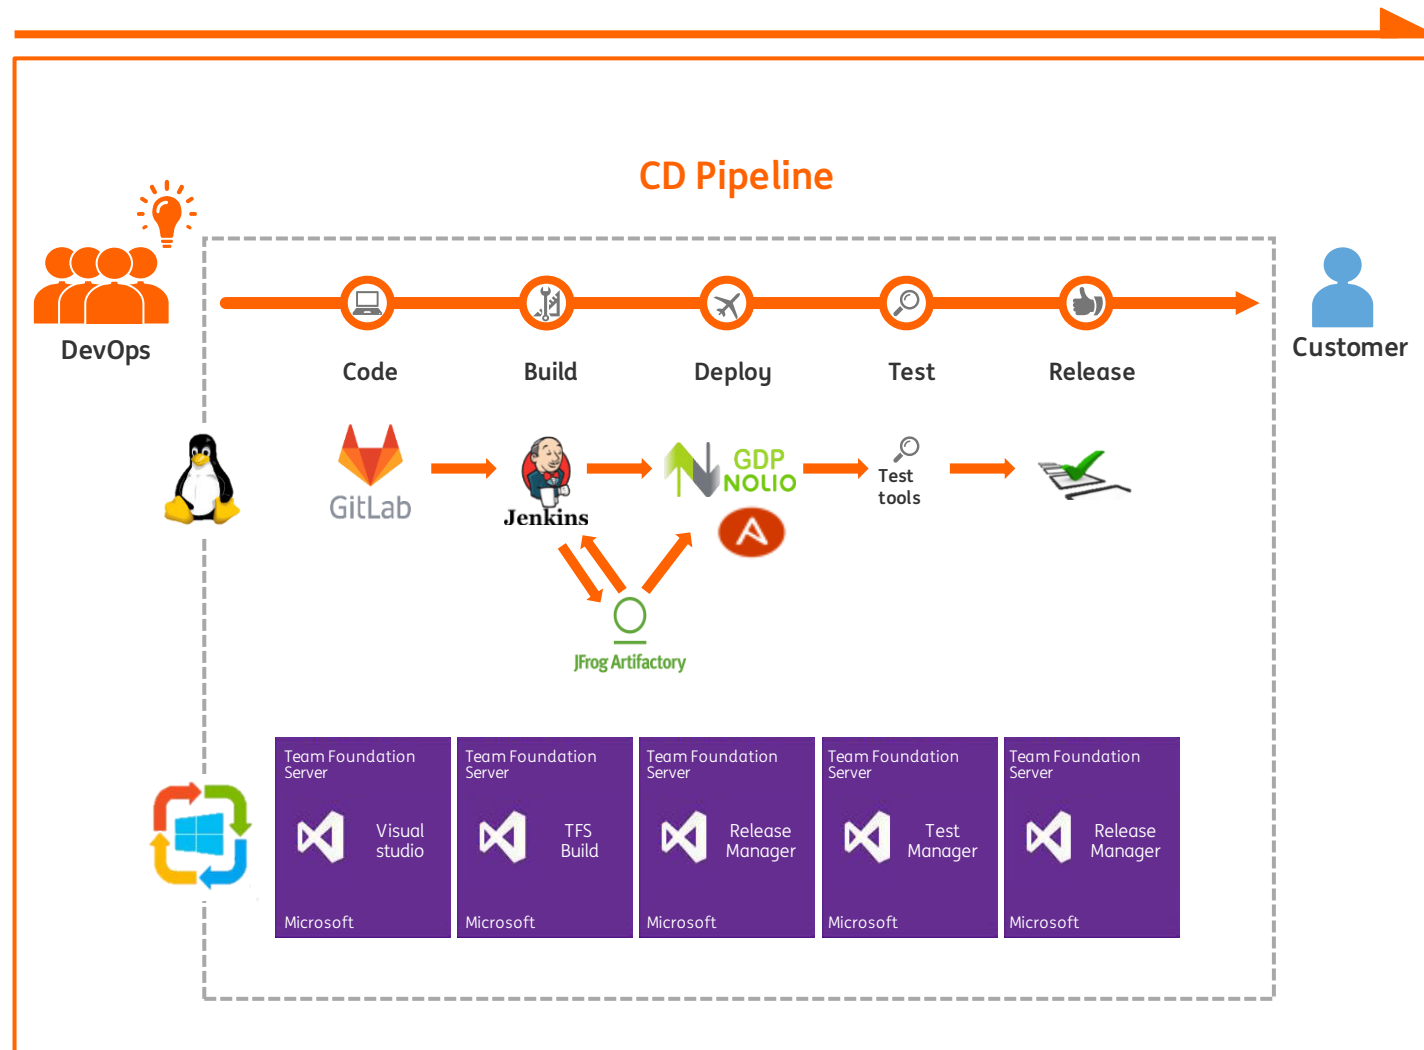 CD Pipeline
DevOps
Customer
Code
Build
Deploy
Test
Release
GitLab
Jenkins
GDP
NOLIO
Test
tools
JFrog Artifactory
Team Foundation
Server
Visual
studio
Microsoft
Team Foundation
Server
TFS
Build
Microsoft
Team Foundation
Server
Release
Manager
Microsoft
Team Foundation
Server
Test
Manager
Microsoft
Team Foundation
Server
Release
Manager
Microsoft